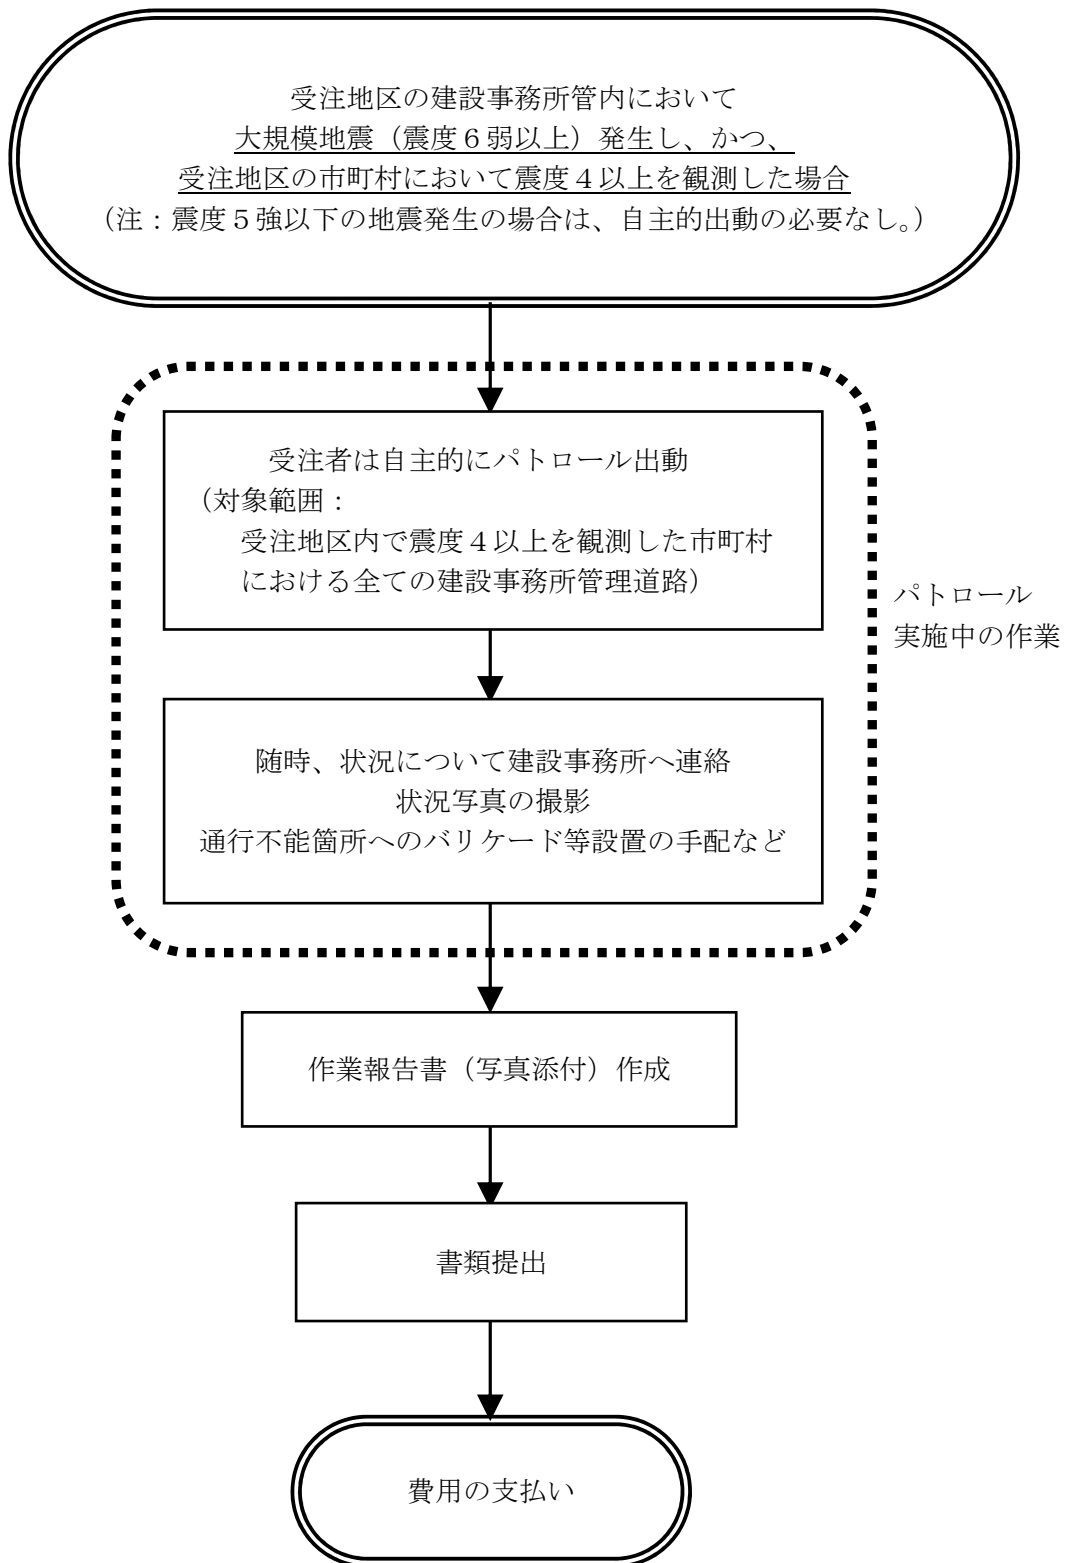 受注地区の建設事務所管内において
大規模地震（震度６弱以上）発生し、かつ、
受注地区の市町村において震度４以上を観測した場合
（注：震度５強以下の地震発生の場合は、自主的出動の必要なし。）
受注者は自主的にパトロール出動
（対象範囲：
受注地区内で震度４以上を観測した市町村
における全ての建設事務所管理道路）
パトロール
実施中の作業
随時、状況について建設事務所へ連絡
状況写真の撮影
通行不能箇所へのバリケード等設置の手配など
作業報告書（写真添付）作成
書類提出
費用の支払い